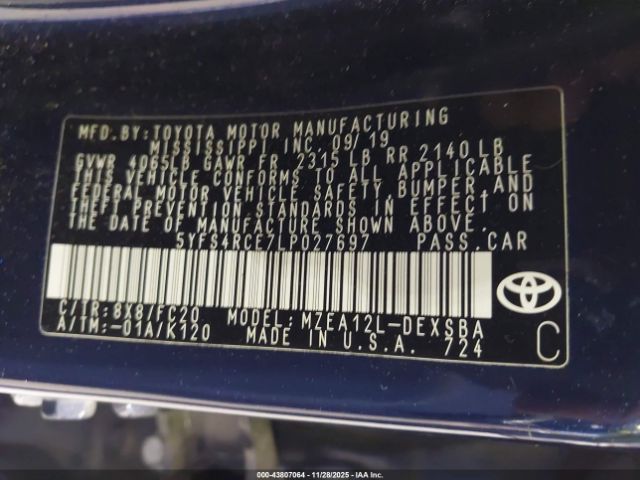 MFD.BY:TOYOTA MOTOR MANUFACTURING
MISSISSIPPI INC. 09/19
GVWR 4065LB GAWR FR 2315 LB RR 2140 LB
THIS VEHICLE CONFORMS TO ALL APPLICABLE
FEDERAL MOTOR VEHICLE SAFETY, BUMPER AND
THEFT PREVENTION STANDARDS IN EFFECT ON
THE DATE OF MANUFACTURE SHOWN ABOVE.
5YFS4RCE7LP027697 PASS.CAR
C/TR:8X8/FC20 MODEL:MZEA12L-DEXSBA
A/TM:-01A/K120 MADE IN U.S.A. 724
TOYOTA
C
000-43807064 - 11/28/2025 - IAA Inc.